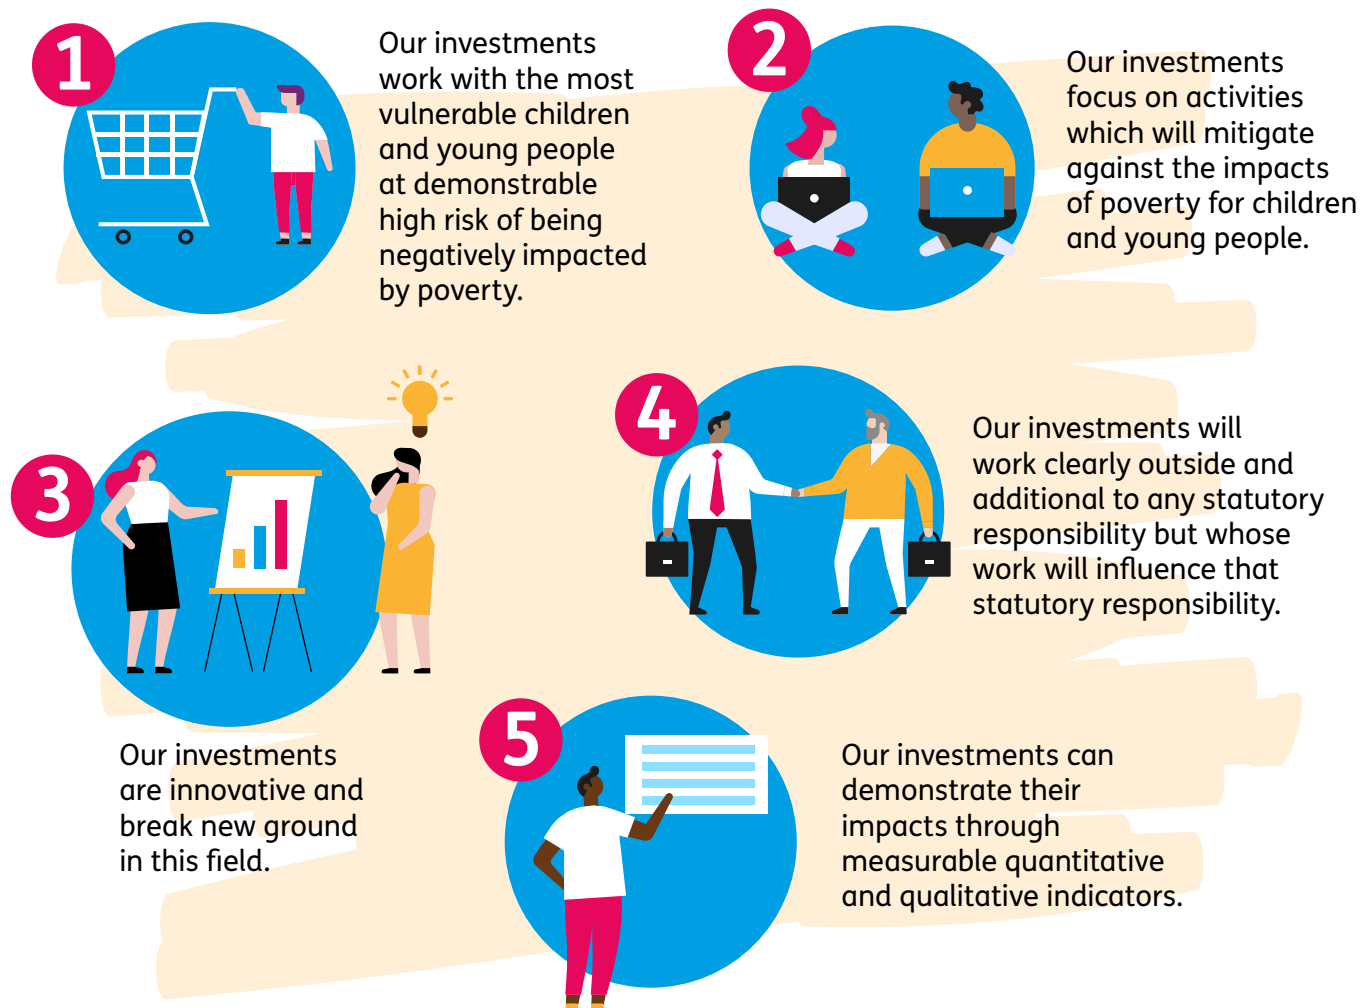 1
Our investments
work with the most
vulnerable children
and young people
at demonstrable
high risk of being
negatively impacted
by poverty.
2
Our investments
focus on activities
which will mitigate
against the impacts
of poverty for children
and young people.
3
Our investments
are innovative and
break new ground
in this field.
4
Our investments will
work clearly outside and
additional to any statutory
responsibility but whose
work will influence that
statutory responsibility.
5
Our investments can
demonstrate their
impacts through
measurable quantitative
and qualitative indicators.